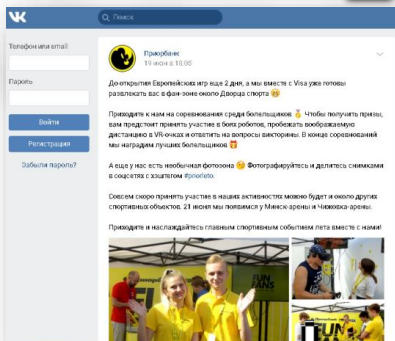 Поиск
Телефон или email
Пароль
Войти
Регистрация
Забыли пароль?
Приорбанк
19 июн в 18:05
До открытия Европейских игр еще 2 дня, а мы вместе с Visa уже готовы
развлекать вас в фан-зоне около Дворца спорта
Приходите к нам на соревнования среди болельщиков Чтобы получить призы,
вам предстоит принять участие в боях роботов, пробежать воображаемую
дистанцию в VR-очках и ответить на вопросы викторины. В конце соревнований
мы наградим лучших болельщиков
А еще у нас есть необычная фотозона Фотографируйтесь и делитесь снимками
в соцсетях с хэштегом #priorleto.
Совсем скоро принять участие в наших активностях можно будет и около других
спортивных объектов. 21 июня мы появимся у Минск-арены и Чижовка-арены.
Приходите и наслаждайтесь главным спортивным событием лета вместе с нами!
FUN
FANS
FUN